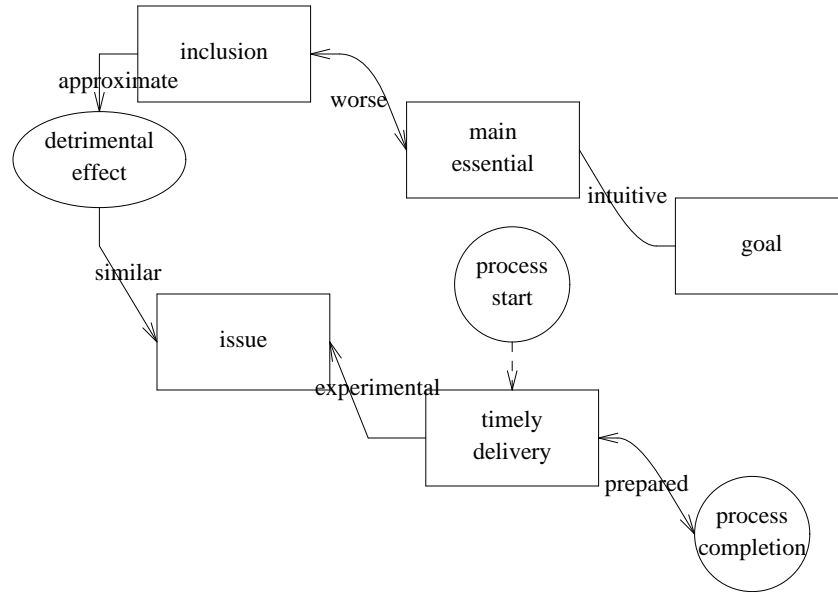 inclusion
approximate
worse
detrimental
effect
main
essential
intuitive
goal
process
start
similar
issue
experimental
timely
delivery
prepared
process
completion